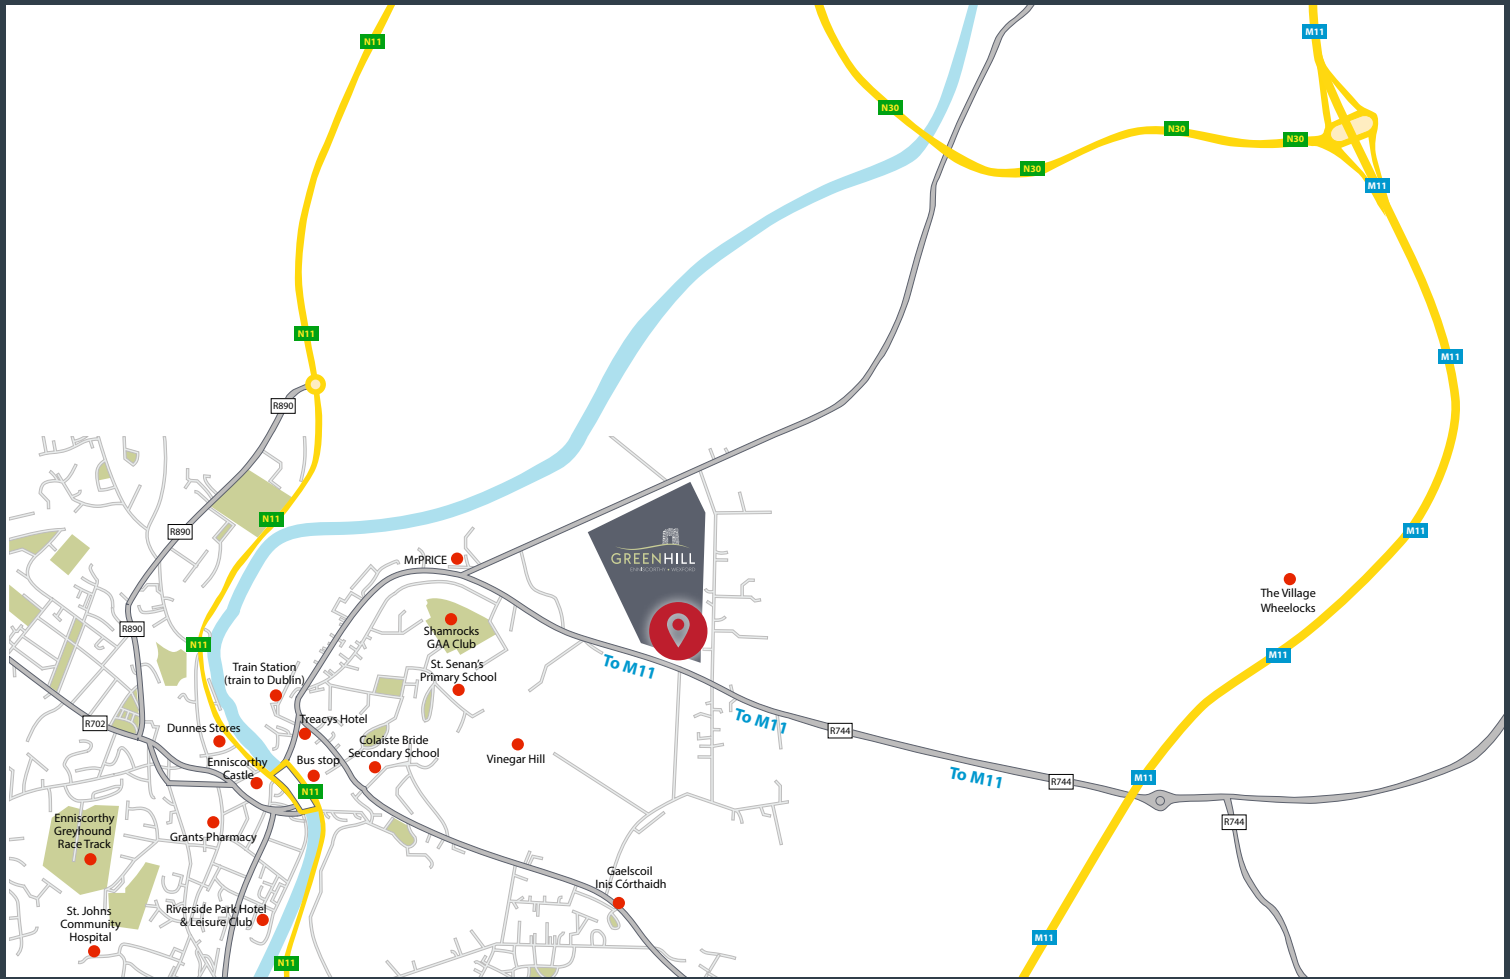 M11
N11
N30
N30
N30
N30
M11
N11
M11
R890
N11
R890
M11
GREENHILL
ENNISCORTHY • WEXFORD
MrPRICE
The Village
Wheelocks
R890
N11
Shamrocks
GAA Club
To M11
M11
Train Station
(train to Dublin)
St. Senan's
Primary School
R702
Dunnes Stores
Treacys Hotel
To M11
R744
Colaiste Bride
Secondary School
Vinegar Hill
Enniscorthy
Castle
Bus stop
N11
To M11
R744
M11
R744
Enniscorthy
Greyhound
Race Track
Grants Pharmacy
Gaelscoil
Inis Córthaidh
St. Johns
Community
Hospital
Riverside Park Hotel
& Leisure Club
M11
N11